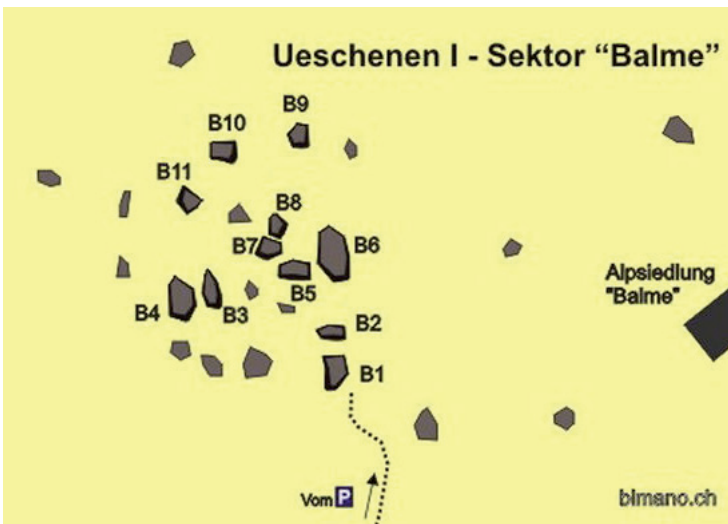 Ueschenen I - Sektor "Balme"
B9
B10
B11
B8
B7
B6
B5
B4
B3
B2
B1
Alpsiedlung
"Balme"
Vom P
bimano.ch